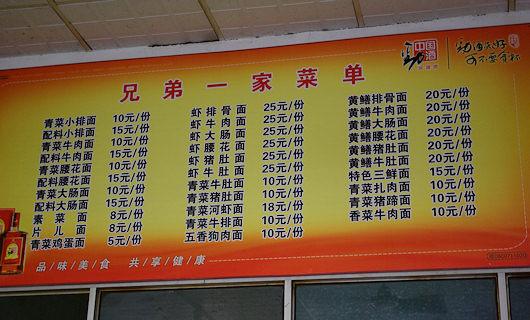 中国
劲酒
劲酒虽好
可不要贪杯
兄弟一家菜单
青菜小排面 10元/份
配料小排面 15元/份
青菜牛肉面 10元/份
配料牛肉面 15元/份
青菜腰花面 10元/份
配料腰花面 15元/份
青菜大肠面 10元/份
配料大肠面 15元/份
素菜面 8元/份
片儿面 8元/份
青菜鸡蛋面 5元/份
虾排骨面 25元/份
虾牛肉面 25元/份
虾大肠面 25元/份
虾腰花面 25元/份
虾猪肚面 25元/份
虾牛肚面 25元/份
青菜牛肚面 10元/份
青菜猪肚面 10元/份
青菜河虾面 18元/份
青菜牛排面 10元/份
五香狗肉面 10元/份
黄鳝排骨面 20元/份
黄鳝牛肉面 20元/份
黄鳝大肠面 20元/份
黄鳝腰花面 20元/份
黄鳝猪肚面 20元/份
黄鳝牛肚面 20元/份
特色三鲜面 15元/份
青菜扎肉面 10元/份
青菜猪蹄面 10元/份
香菜牛肉面 10元/份
品/味/美/食 共/享/健/康/